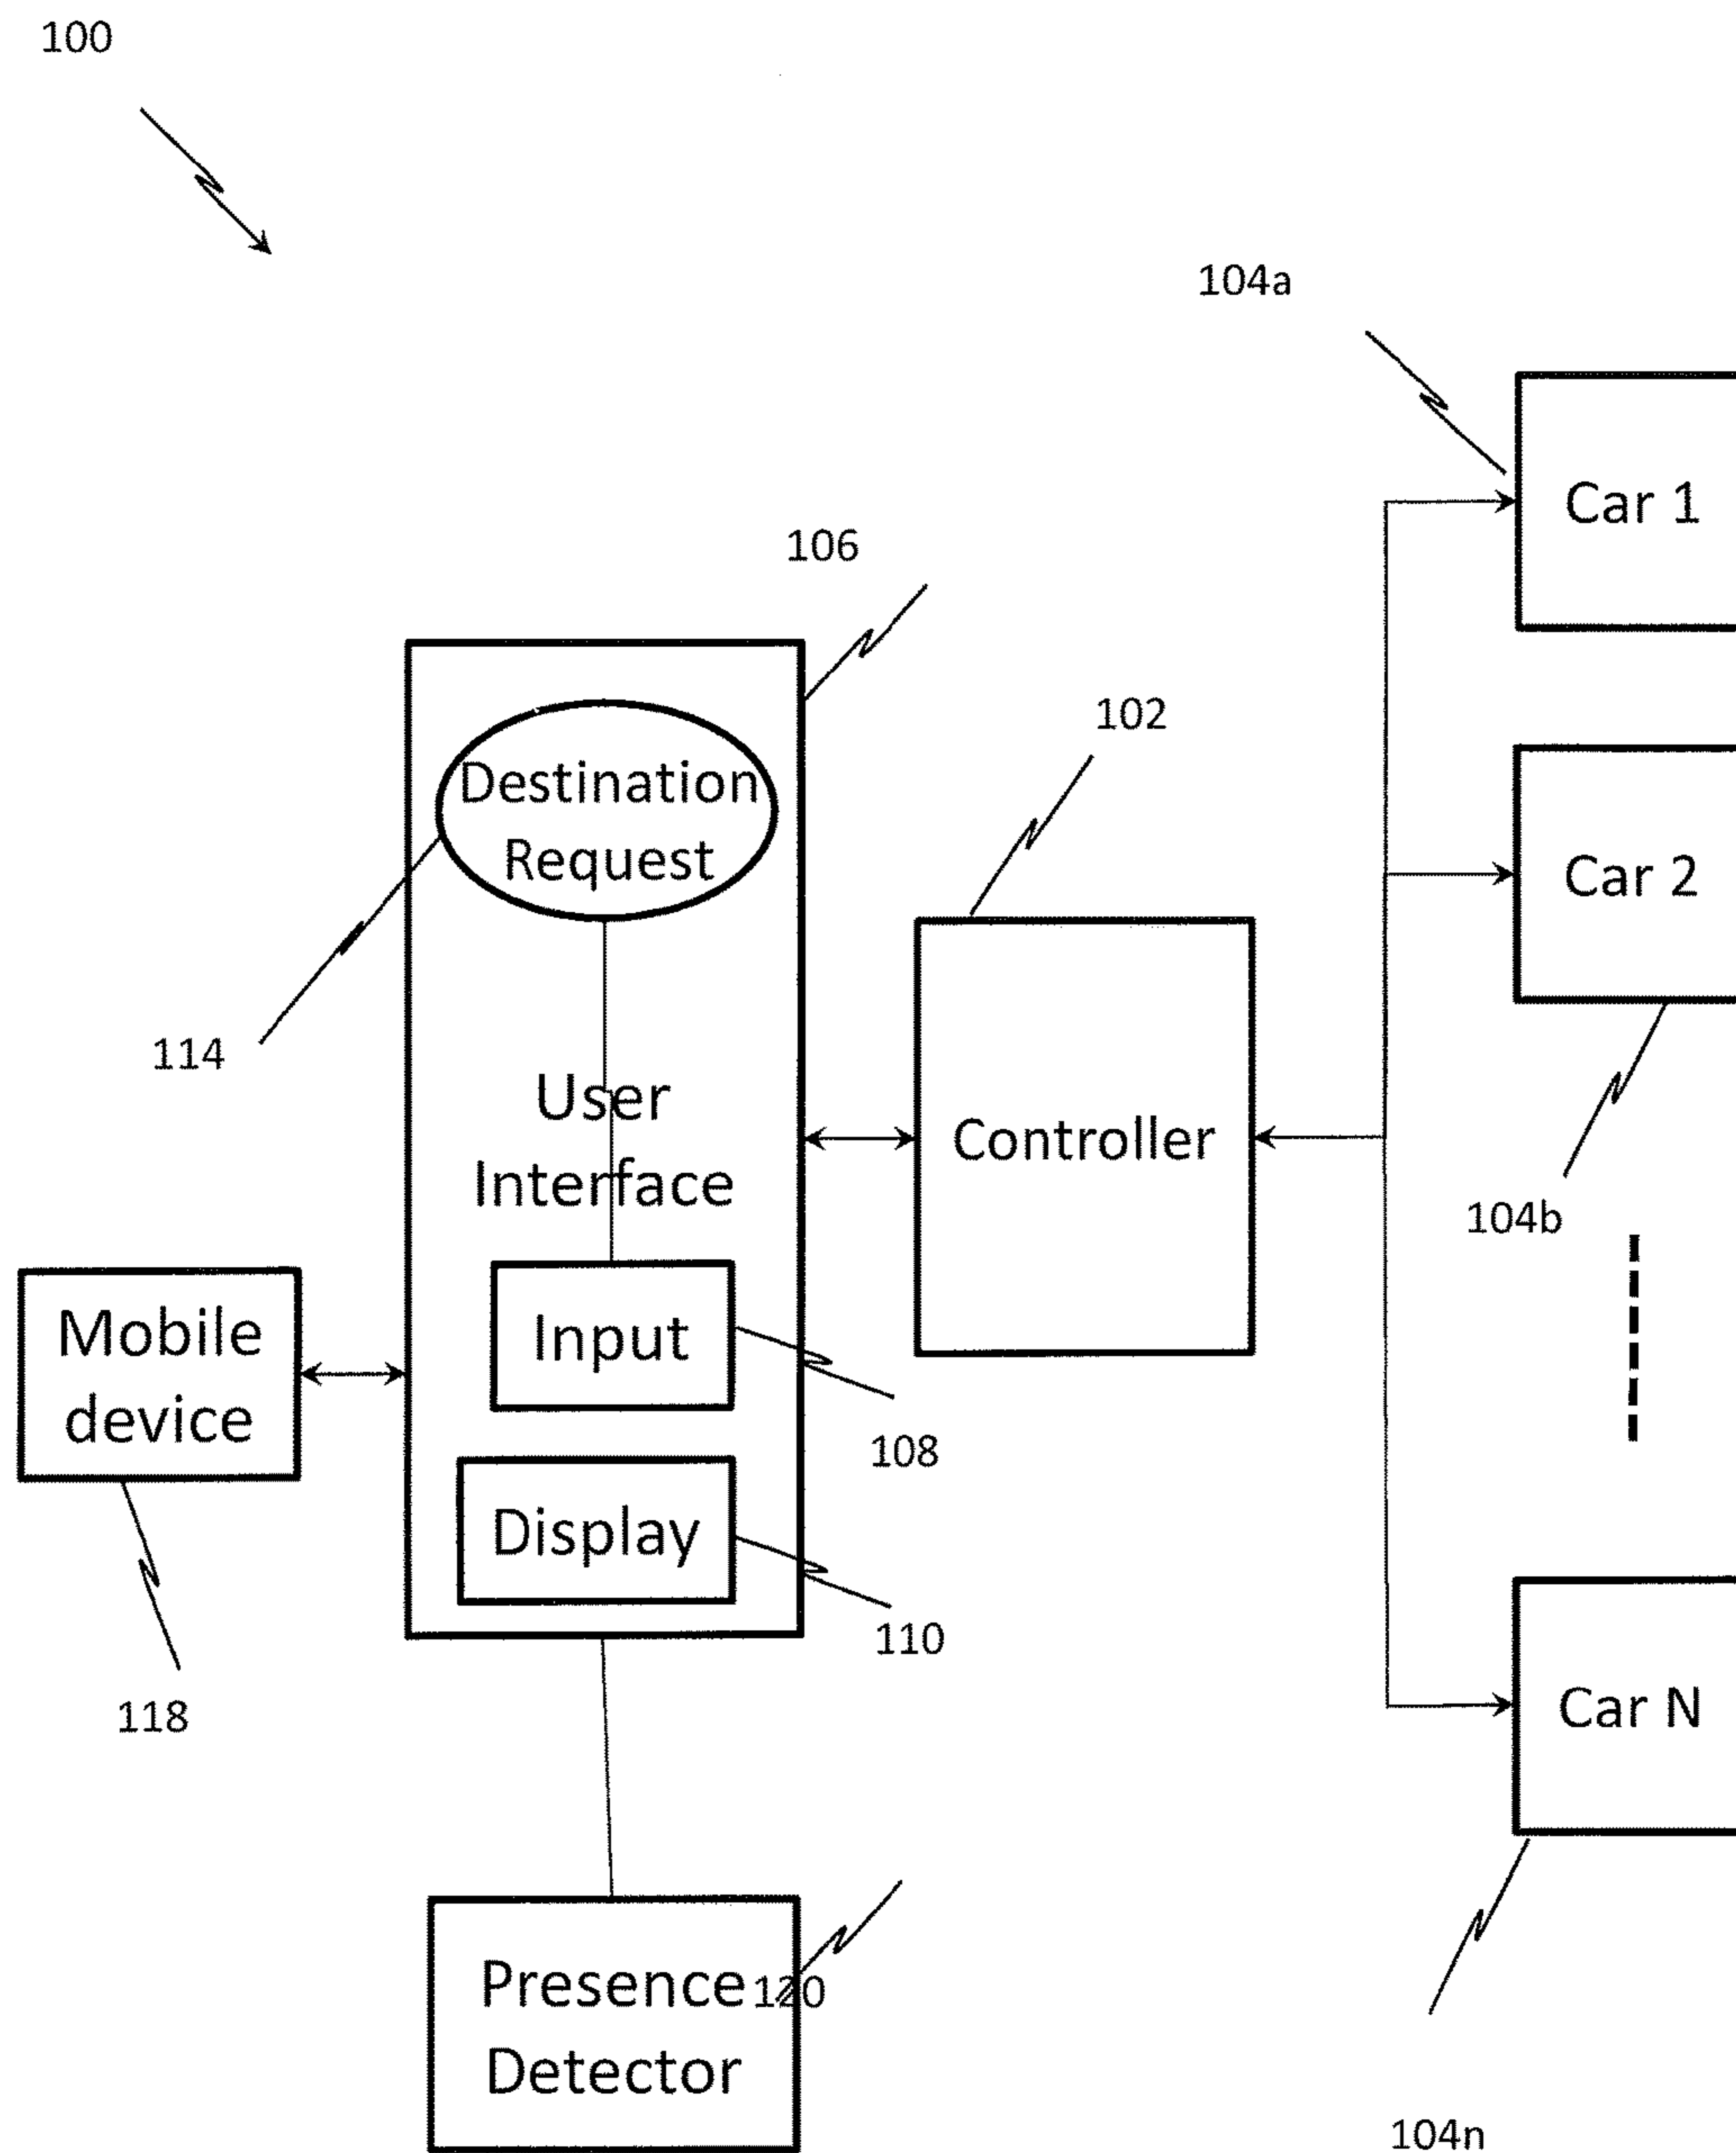 100
104a
Car 1
106
102
Destination
Request
Car 2
114
User
Interface
Controller
104b
Mobile
device
Input
108
Display
110
118
Car N
Presence
Detector
120
104n